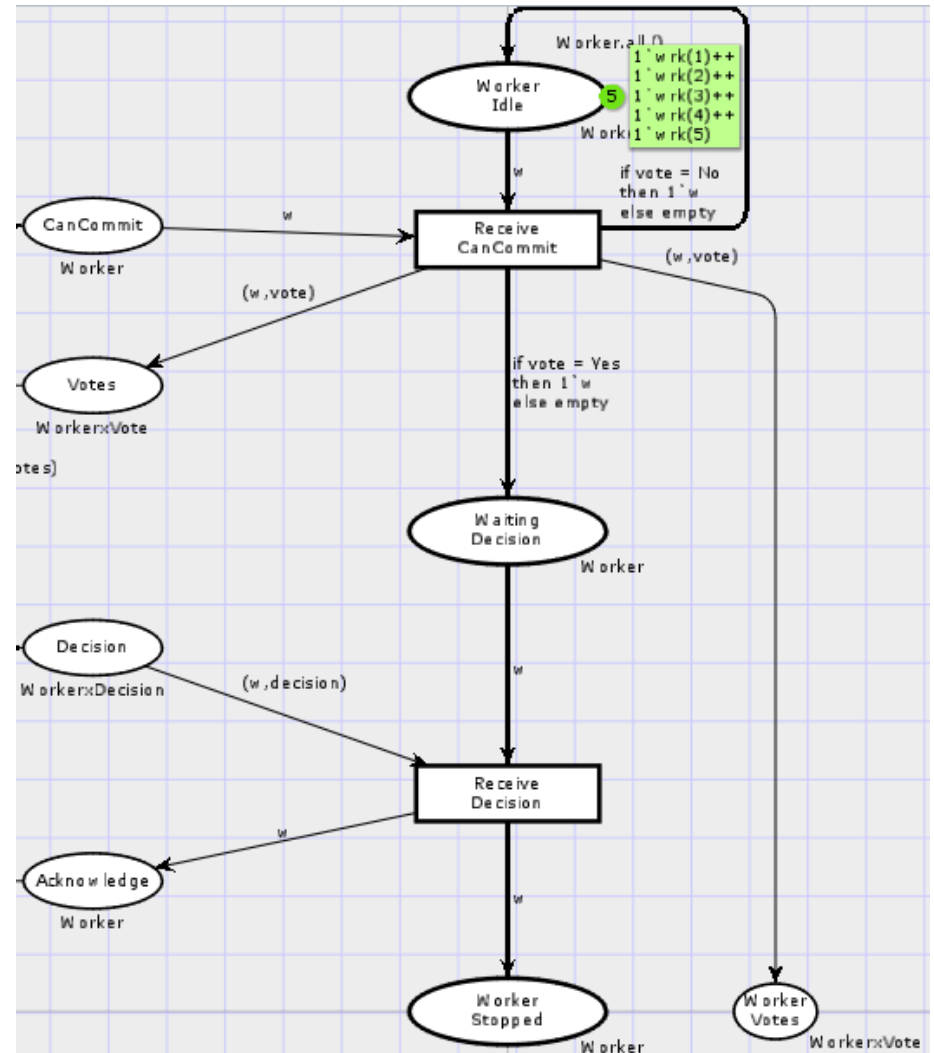 Worker.all()
1`wrk(1)++
1`wrk(2)++
1`wrk(3)++
1`wrk(4)++
1`wrk(5)
5
Worker
Idle
w
if vote = No
then 1`w
else empty
CanCommit
Worker
w
Receive
CanCommit
(w,vote)
(w,vote)
if vote = Yes
then 1`w
else empty
Votes
WorkerxVote
otes)
Waiting
Decision
Worker
Decision
WorkerxDecision
(w,decision)
w
Receive
Decision
w
Acknowledge
Worker
w
Worker
Stopped
Worker
Worker
Votes
WorkerxVote